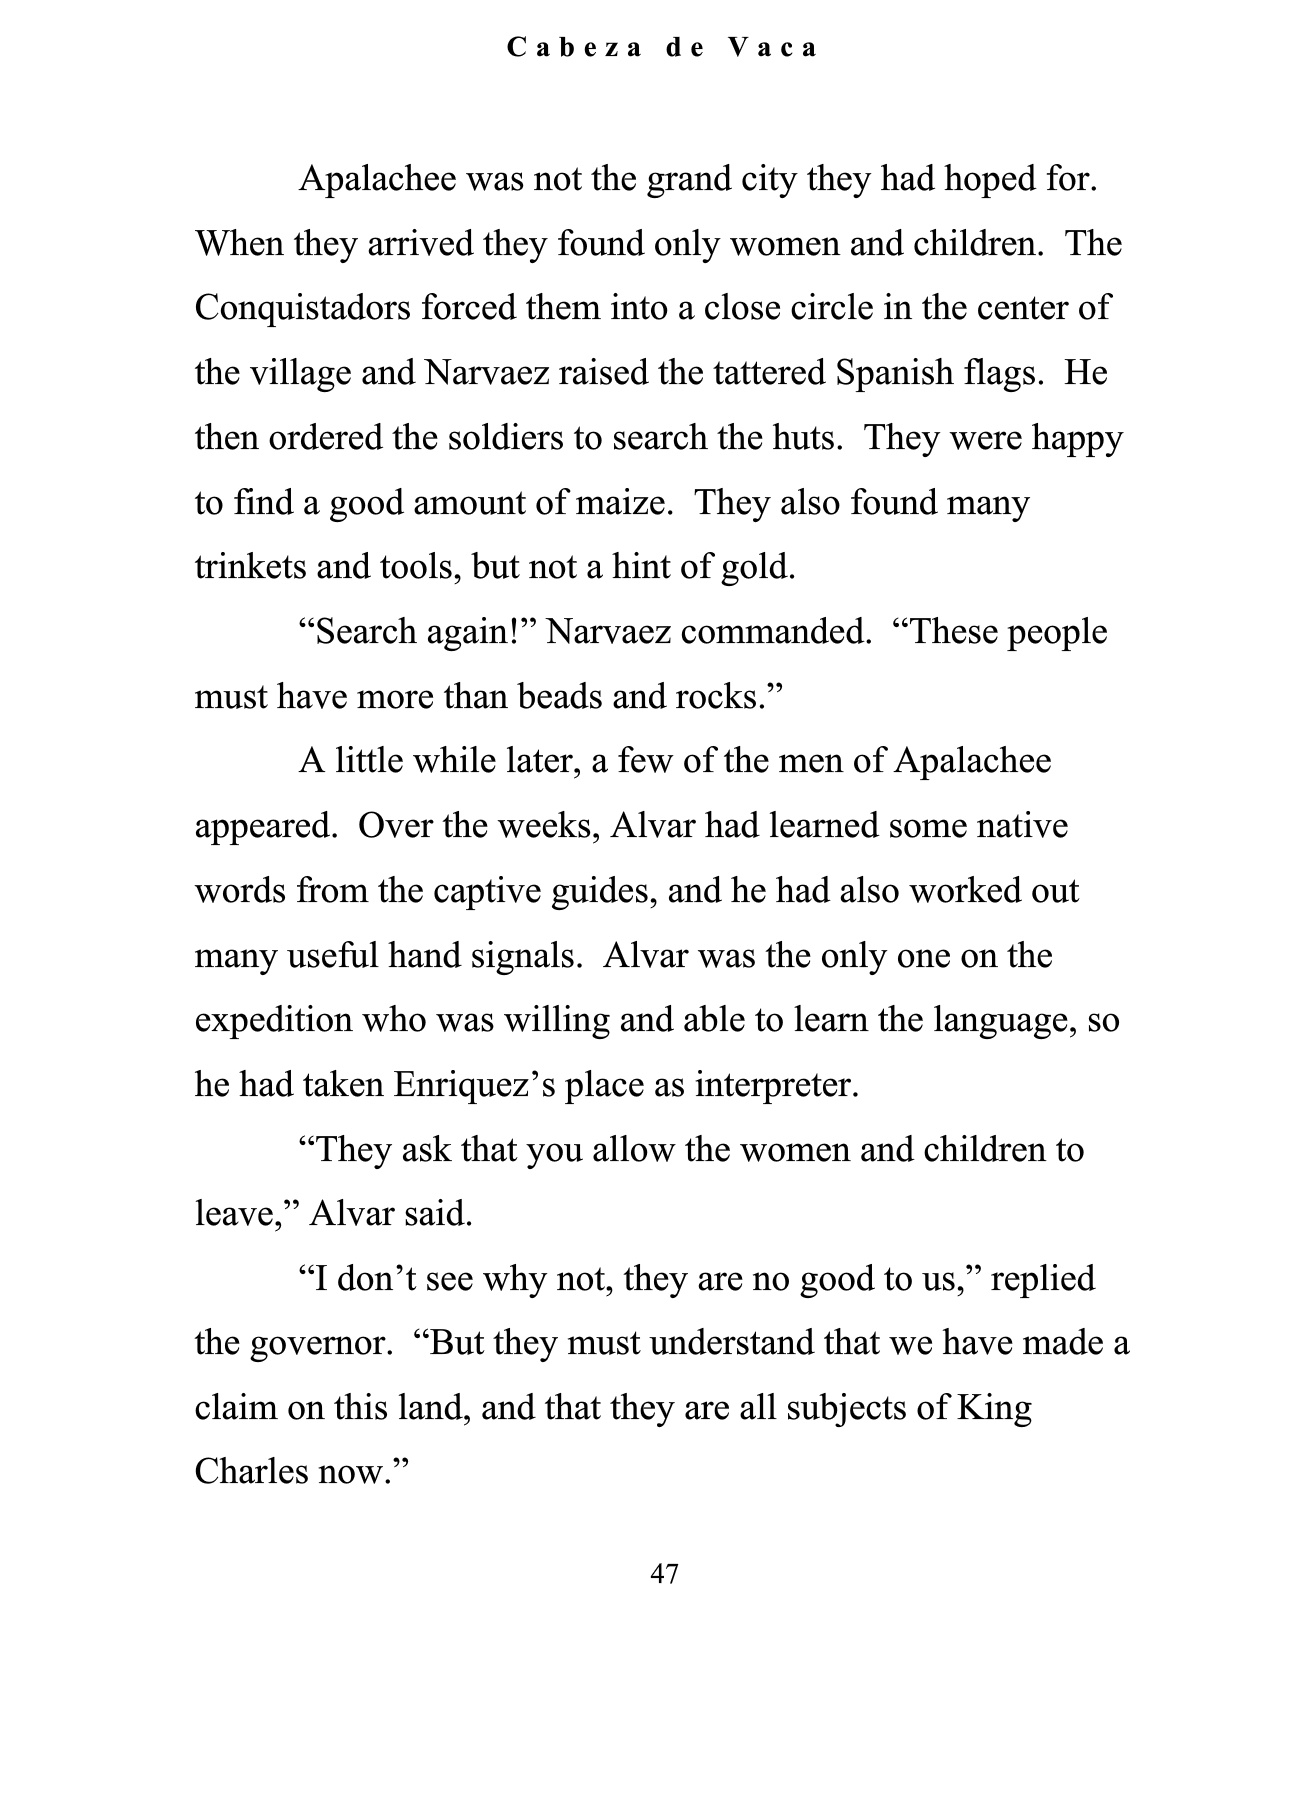 Cabeza de Vaca
Apalachee was not the grand city they had hoped for.
When they arrived they found only women and children.  The
Conquistadors forced them into a close circle in the center of
the village and Narvaez raised the tattered Spanish flags.  He
then ordered the soldiers to search the huts.  They were happy
to find a good amount of maize.  They also found many
trinkets and tools, but not a hint of gold.
“Search again!” Narvaez commanded.  “These people
must have more than beads and rocks.”
A little while later, a few of the men of Apalachee
appeared.  Over the weeks, Alvar had learned some native
words from the captive guides, and he had also worked out
many useful hand signals.  Alvar was the only one on the
expedition who was willing and able to learn the language, so
he had taken Enriquez’s place as interpreter.
“They ask that you allow the women and children to
leave,” Alvar said.
“I don’t see why not, they are no good to us,” replied
the governor.  “But they must understand that we have made a
claim on this land, and that they are all subjects of King
Charles now.”
47